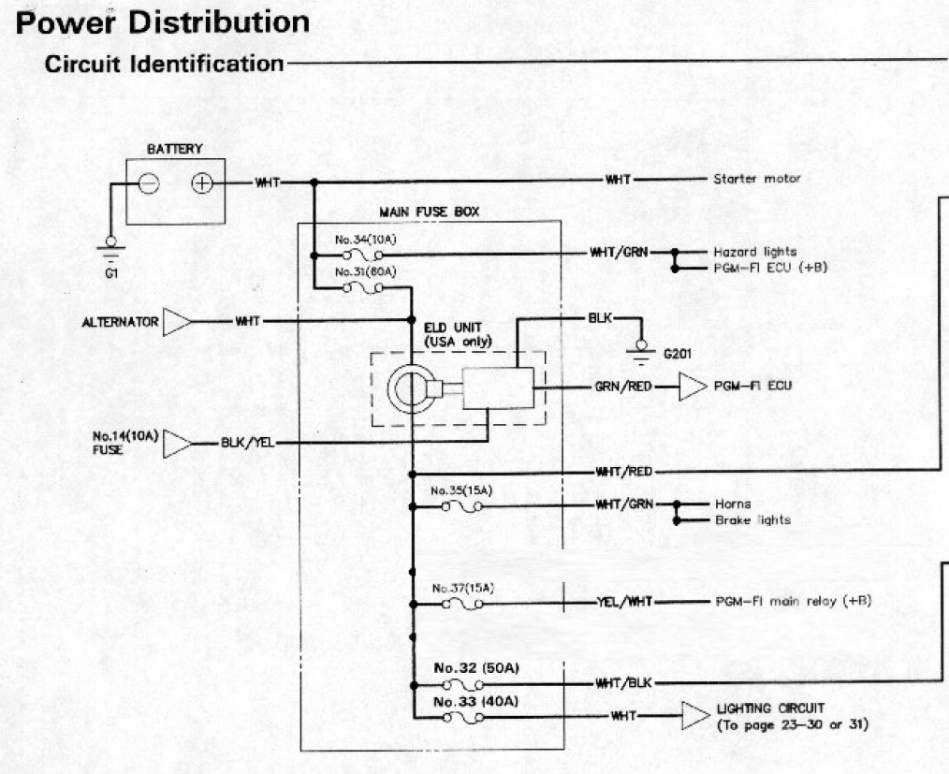 Power Distribution
Circuit Identification
BATTERY
WHT
WHT
Starter motor
MAIN FUSE BOX
No.34(10A)
WHT/GRN
Hazard lights
PGM-FI ECU (+B)
G1
No.31(80A)
ALTERNATOR
WHT
BLK
ELD UNIT
(USA only)
G201
GRN/RED
PGM-FI ECU
No.14(10A)
FUSE
BLK/YEL
WHT/RED
No.35(15A)
WHT/GRN
Horns
Brake lights
No.37(15A)
YEL/WHT
PGM-FI main relay (+B)
No.32 (50A)
WHT/BLK
No.33 (40A)
WHT
LIGHTING CIRCUIT
(To page 23-30 or 31)